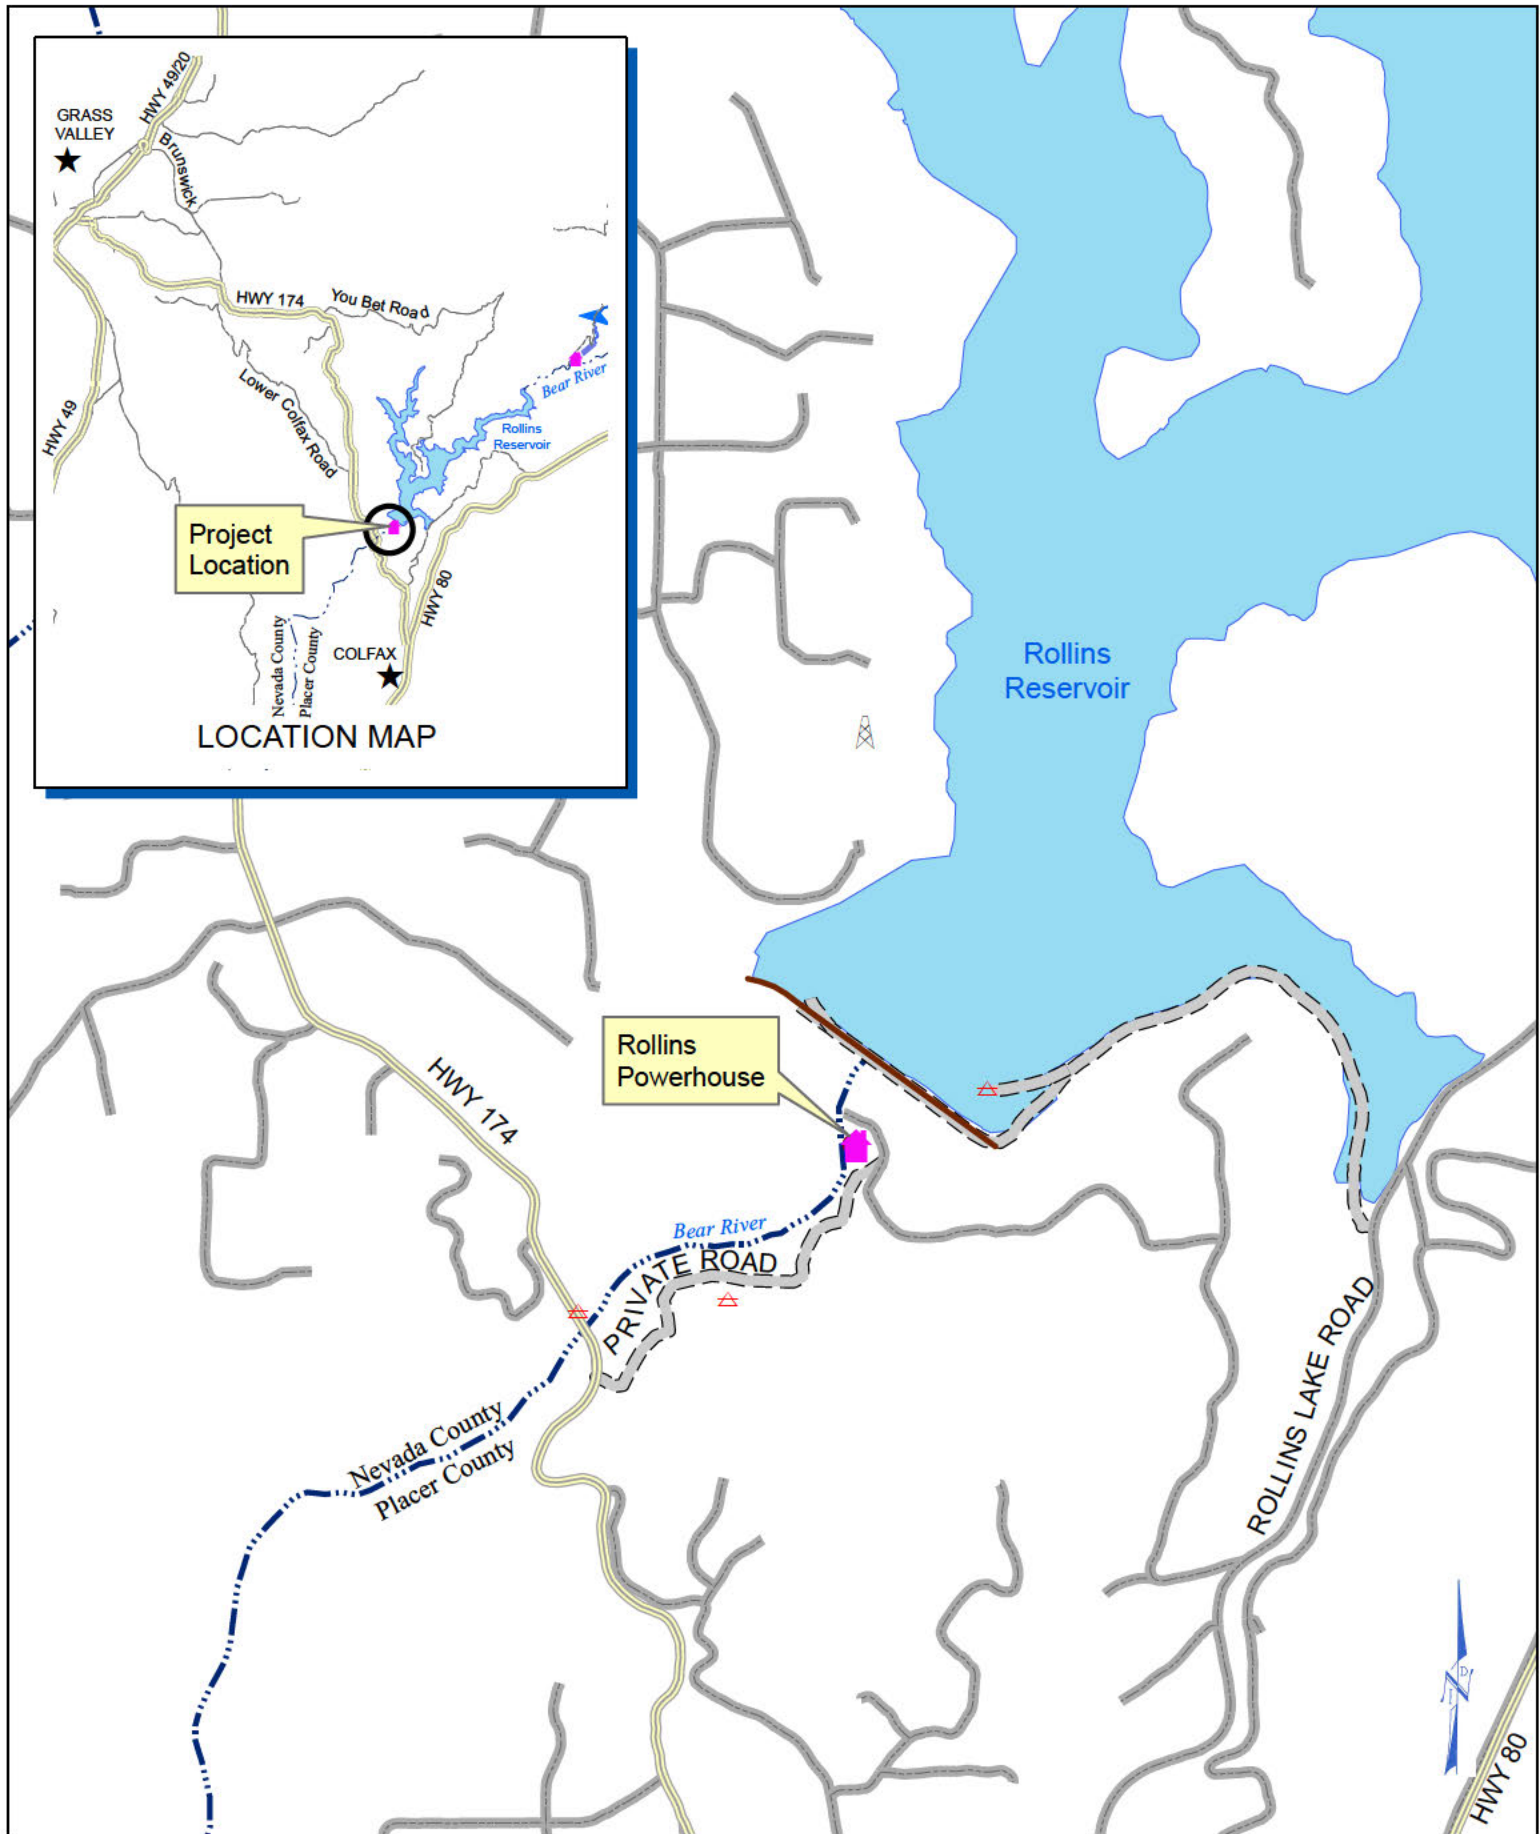 GRASS
VALLEY
HWY 49/20
Brunswick
HWY 174
You Bet Road
Lower Colfax Road
HWY 49
Bear River
Rollins
Reservoir
Project
Location
HWY 80
Nevada County
Placer County
COLFAX
LOCATION MAP
Rollins
Reservoir
Rollins
Powerhouse
HWY 174
Bear River
PRIVATE ROAD
Nevada County
Placer County
ROLLINS LAKE ROAD
N
I
D
HWY 80